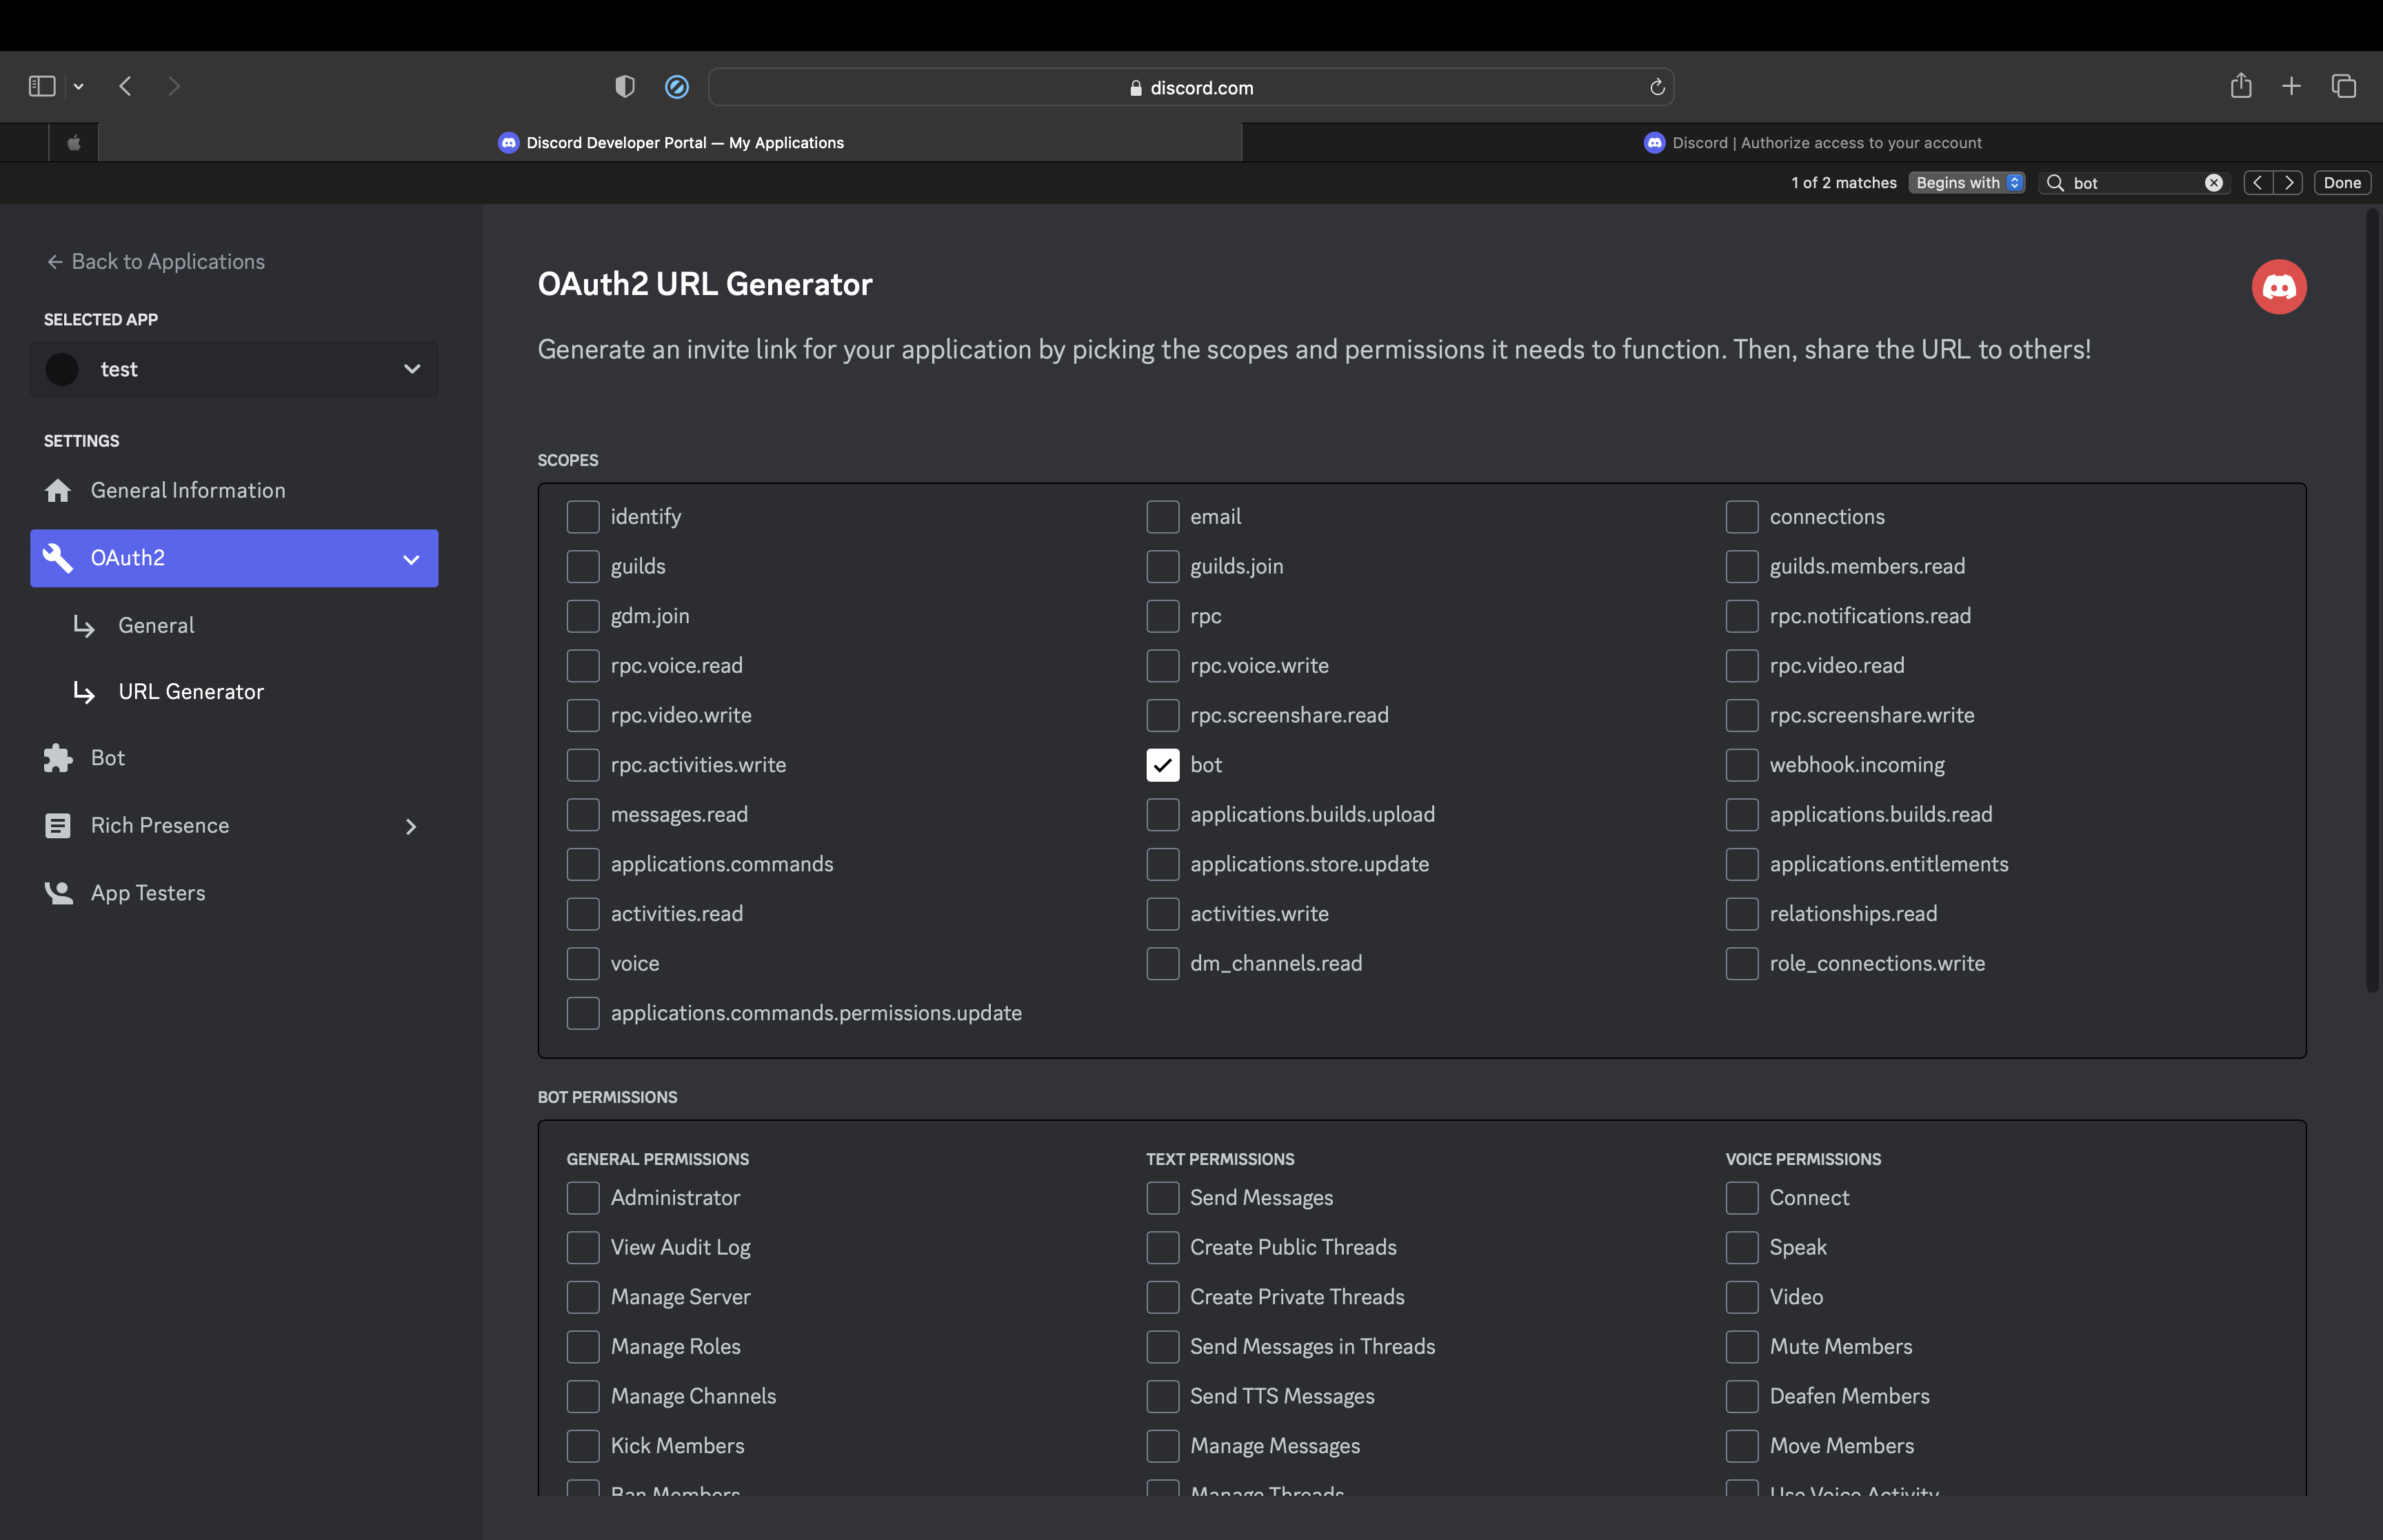 discord.com
Discord Developer Portal — My Applications
Discord | Authorize access to your account
1 of 2 matches
Begins with
bot
Done
Back to Applications
SELECTED APP
test
SETTINGS
General Information
OAuth2
General
URL Generator
Bot
Rich Presence
App Testers
OAuth2 URL Generator
Generate an invite link for your application by picking the scopes and permissions it needs to function. Then, share the URL to others!
SCOPES
identify
email
connections
guilds
guilds.join
guilds.members.read
gdm.join
rpc
rpc.notifications.read
rpc.voice.read
rpc.voice.write
rpc.video.read
rpc.video.write
rpc.screenshare.read
rpc.screenshare.write
rpc.activities.write
bot
webhook.incoming
messages.read
applications.builds.upload
applications.builds.read
applications.commands
applications.store.update
applications.entitlements
activities.read
activities.write
relationships.read
voice
dm_channels.read
role_connections.write
applications.commands.permissions.update
BOT PERMISSIONS
GENERAL PERMISSIONS
TEXT PERMISSIONS
VOICE PERMISSIONS
Administrator
Send Messages
Connect
View Audit Log
Create Public Threads
Speak
Manage Server
Create Private Threads
Video
Manage Roles
Send Messages in Threads
Mute Members
Manage Channels
Send TTS Messages
Deafen Members
Kick Members
Manage Messages
Move Members
Ban Members
Manage Threads
Use Voice Activity